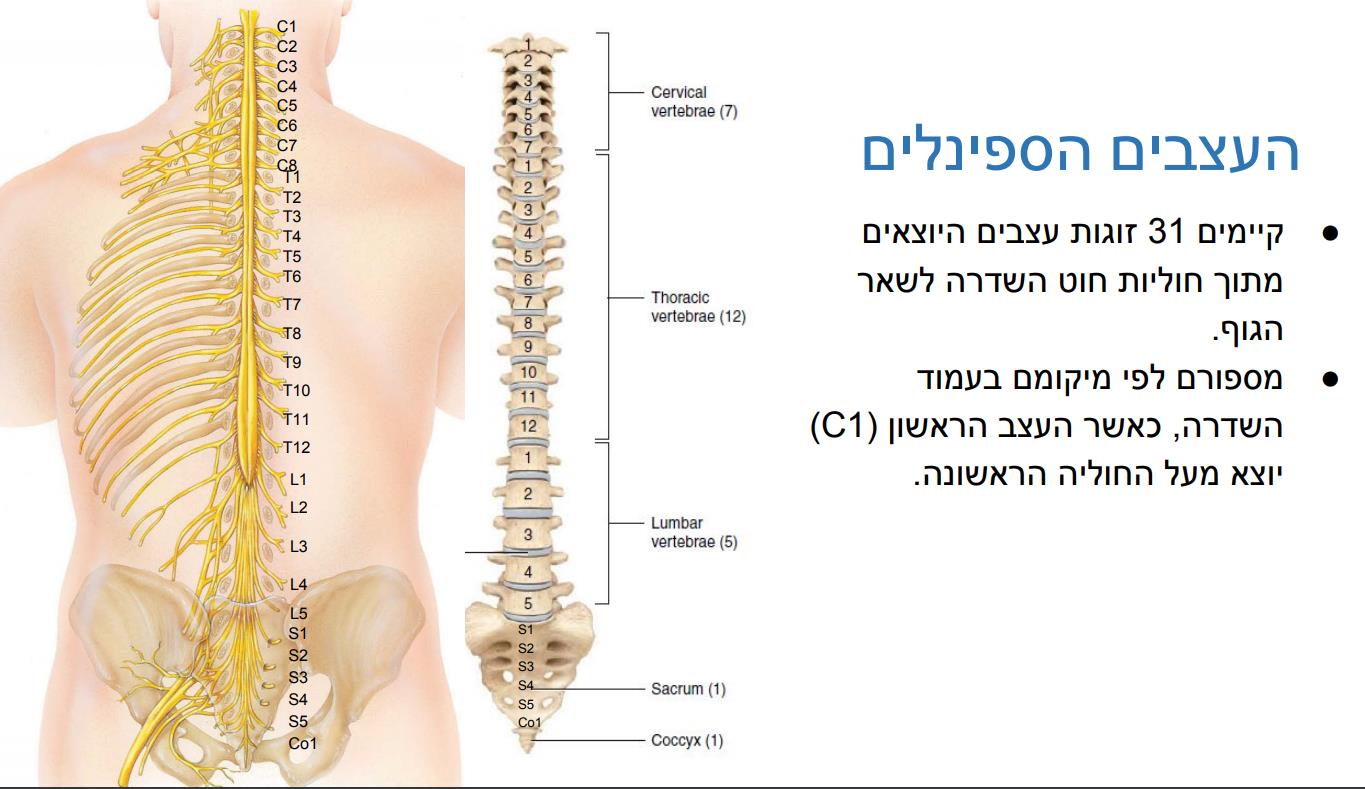 העצבים הספינלים
● קיימים 31 זוגות עצבים היוצאים
מתוך חוליות חוט השדרה לשאר
הגוף.
● מספורם לפי מיקומם בעמוד
השדרה, כאשר העצב הראשון (C1)
יוצא מעל החוליה הראשונה.
C1
C2
C3
C4
C5
C6
C7
C8
T1
T2
T3
T4
T5
T6
T7
T8
T9
T10
T11
T12
L1
L2
L3
L4
L5
S1
S2
S3
S4
S5
Co1
1
2
3
4
5
6
7
1
2
3
4
5
6
7
8
9
10
11
12
1
2
3
4
5
S1
S2
S3
S4
S5
Co1
Cervical
vertebrae (7)
Thoracic
vertebrae (12)
Lumbar
vertebrae (5)
Sacrum (1)
Coccyx (1)